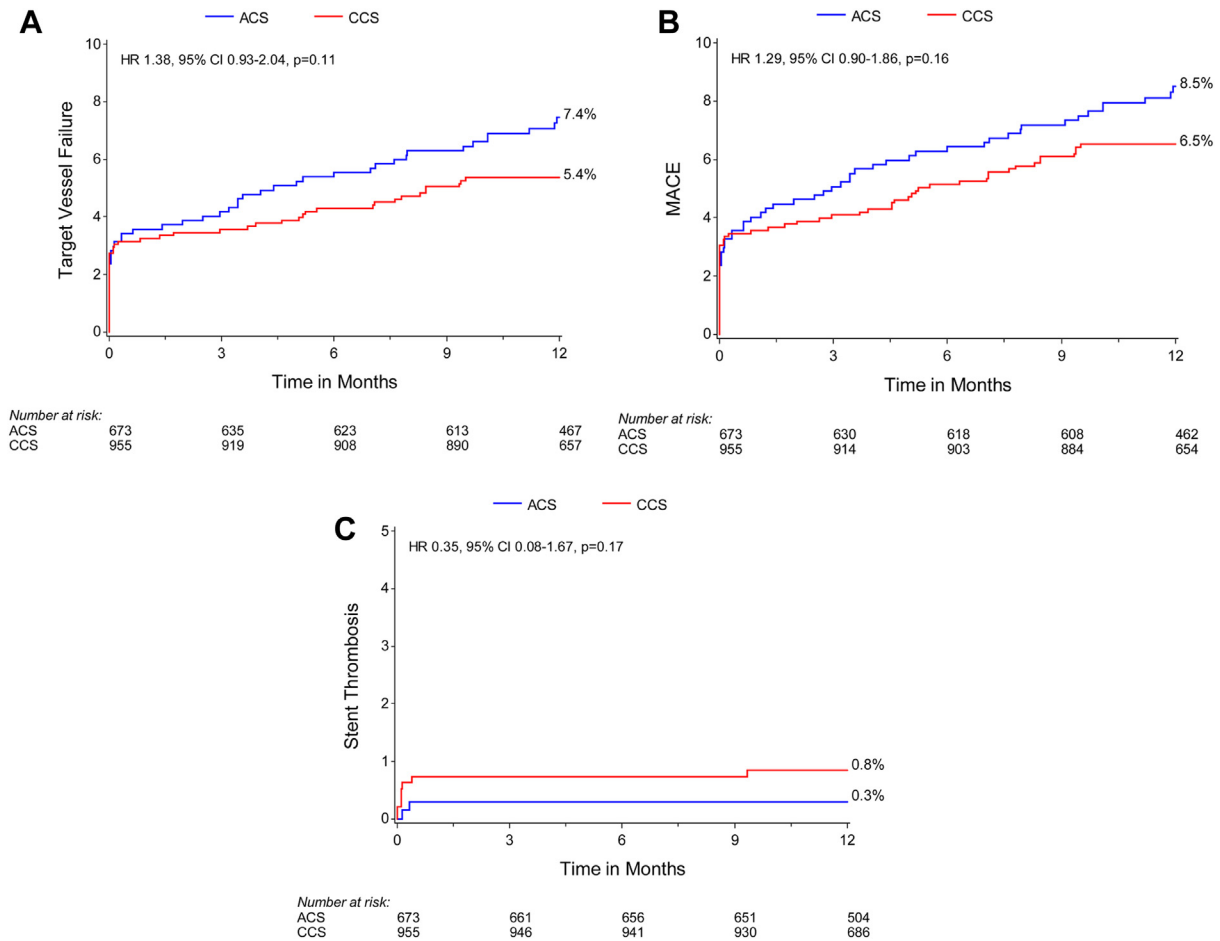 A
ACS CCS
HR 1.38, 95% CI 0.93-2.04, p=0.11
Target Vessel Failure
10
8
6
4
2
0
7.4%
5.4%
0 3 6 9 12
Time in Months
Number at risk:
ACS 673 635 623 613 467
CCS 955 919 908 890 657
B
ACS CCS
HR 1.29, 95% CI 0.90-1.86, p=0.16
MACE
10
8
6
4
2
0
8.5%
6.5%
0 3 6 9 12
Time in Months
Number at risk:
ACS 673 630 618 608 462
CCS 955 914 903 884 654
C
ACS CCS
HR 0.35, 95% CI 0.08-1.67, p=0.17
Stent Thrombosis
5
4
3
2
1
0
0.8%
0.3%
0 3 6 9 12
Time in Months
Number at risk:
ACS 673 661 656 651 504
CCS 955 946 941 930 686